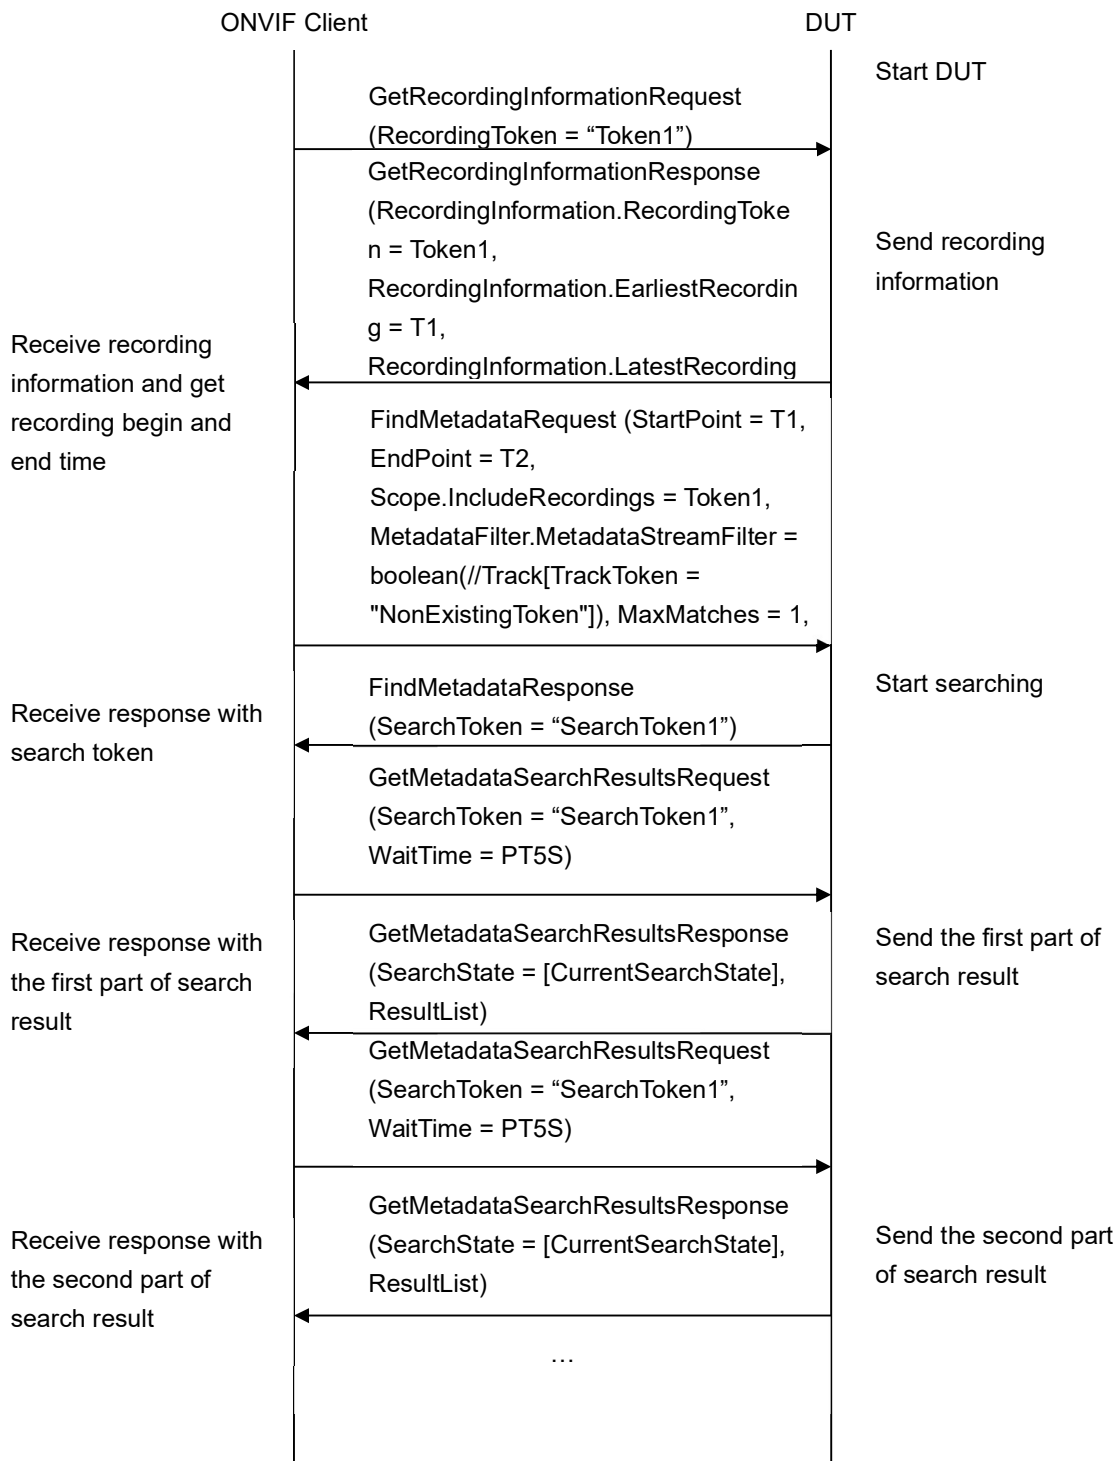 ONVIF Client
DUT
Start DUT
GetRecordingInformationRequest
(RecordingToken = “Token1”)
GetRecordingInformationResponse
(RecordingInformation.RecordingToke
n = Token1,
RecordingInformation.EarliestRecordin
g = T1,
RecordingInformation.LatestRecording
Send recording
information
Receive recording
information and get
recording begin and
end time
FindMetadataRequest (StartPoint = T1,
EndPoint = T2,
Scope.IncludeRecordings = Token1,
MetadataFilter.MetadataStreamFilter =
boolean(//Track[TrackToken =
"NonExistingToken"]), MaxMatches = 1,
Start searching
FindMetadataResponse
(SearchToken = “SearchToken1”)
Receive response with
search token
GetMetadataSearchResultsRequest
(SearchToken = “SearchToken1”,
WaitTime = PT5S)
GetMetadataSearchResultsResponse
(SearchState = [CurrentSearchState],
ResultList)
Send the first part of
search result
Receive response with
the first part of search
result
GetMetadataSearchResultsRequest
(SearchToken = “SearchToken1”,
WaitTime = PT5S)
GetMetadataSearchResultsResponse
(SearchState = [CurrentSearchState],
ResultList)
Send the second part
of search result
Receive response with
the second part of
search result
…